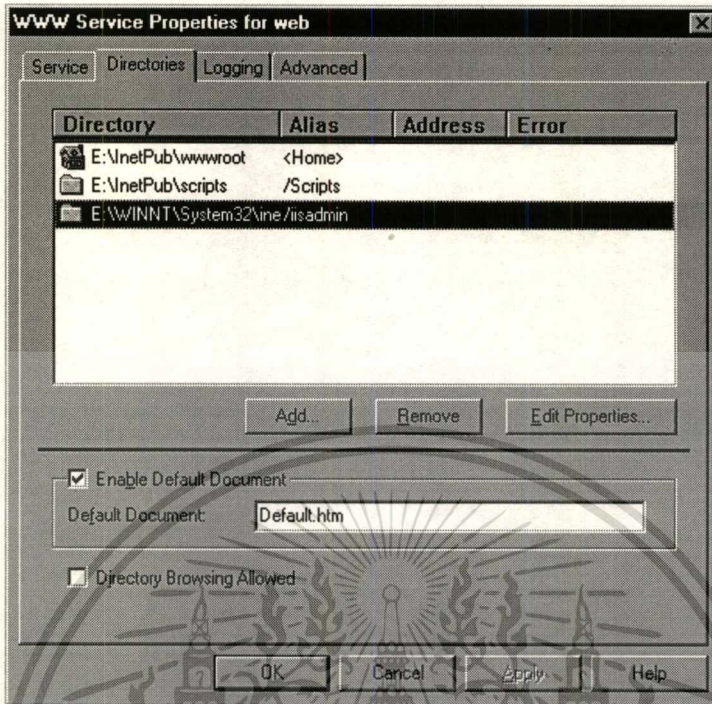 WWW Service Properties for web
Service Directories Logging Advanced
Directory Alias Address Error
E:\InetPub\wwwroot <Home>
E:\InetPub\scripts /Scripts
E:\WINNT\System32\ine /iisadmin
Add... Remove Edit Properties...
Enable Default Document
Default Document: Default.htm
Directory Browsing Allowed
OK Cancel Apply Help